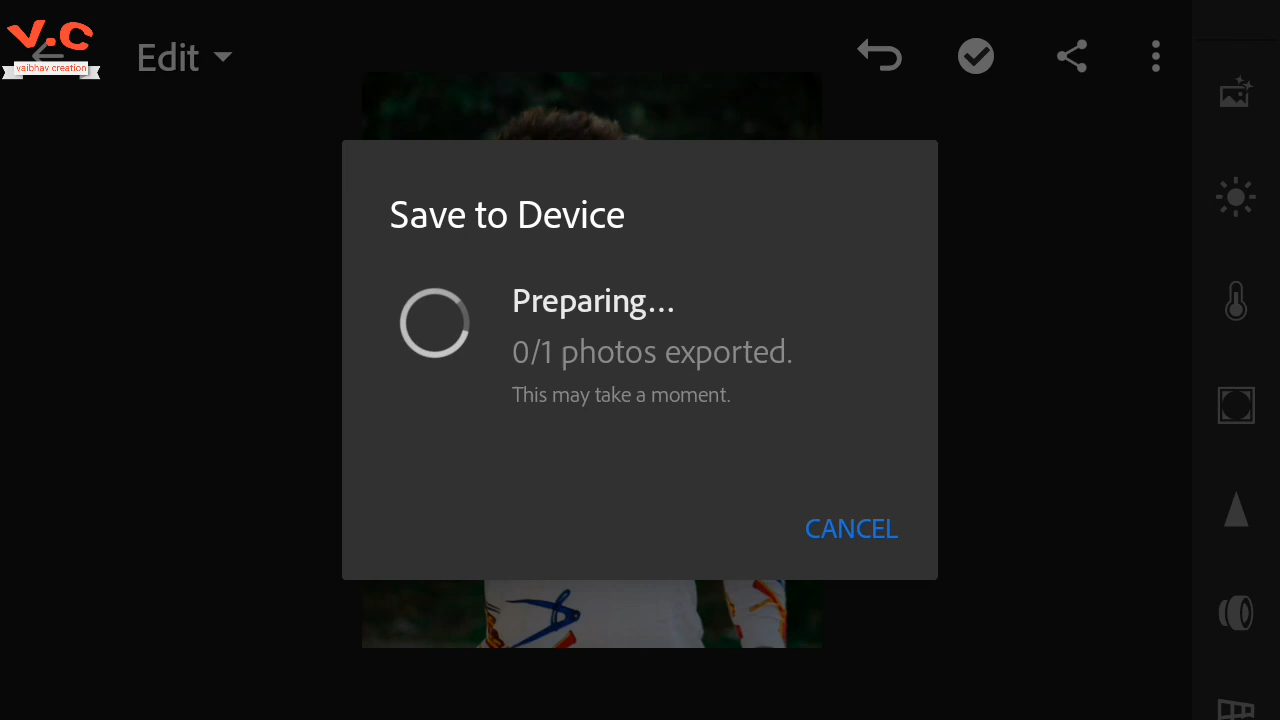 V.C
vaibhav creation
Edit
Save to Device
Preparing...
0/1 photos exported.
This may take a moment.
CANCEL